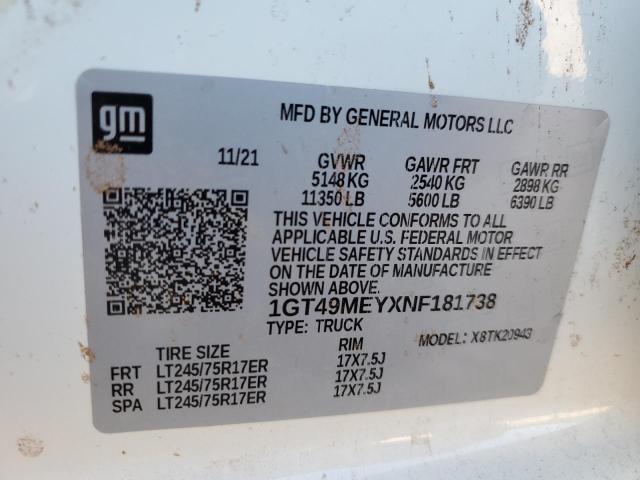 gm
MFD BY GENERAL MOTORS LLC
11/21
GVWR GAWR FRT GAWR RR
5148 KG 2540 KG 2898 KG
11350 LB 5600 LB 6390 LB
THIS VEHICLE CONFORMS TO ALL
APPLICABLE U.S. FEDERAL MOTOR
VEHICLE SAFETY STANDARDS IN EFFECT
ON THE DATE OF MANUFACTURE
SHOWN ABOVE.
1GT49MEYXNF181738
TYPE: TRUCK MODEL: X8TK20943
TIRE SIZE RIM
FRT LT245/75R17ER 17X7.5J
RR LT245/75R17ER 17X7.5J
SPA LT245/75R17ER 17X7.5J